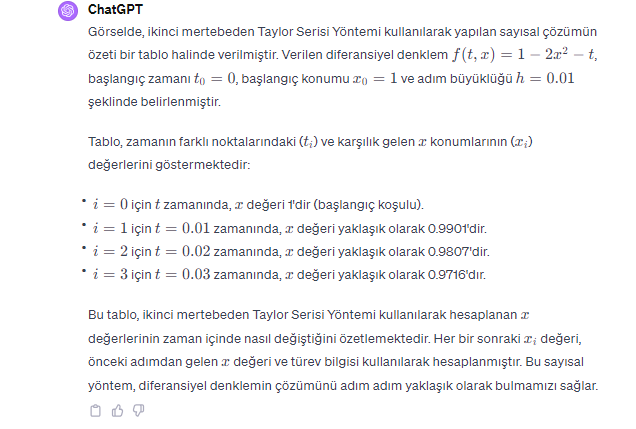 ChatGPT
Görselde, ikinci mertebeden Taylor Serisi Yöntemi kullanılarak yapılan sayısal çözümün
özeti bir tablo halinde verilmiştir. Verilen diferansiyel denklem f(t, x) = 1 − 2x² − t,
başlangıç zamanı t₀ = 0, başlangıç konumu x₀ = 1 ve adım büyüklüğü h = 0.01
şeklinde belirlenmiştir.
Tablo, zamanın farklı noktalarındaki (tᵢ) ve karşılık gelen x konumlarının (xᵢ)
değerlerini göstermektedir:
• i = 0 için t zamanında, x değeri 1'dir (başlangıç koşulu).
• i = 1 için t = 0.01 zamanında, x değeri yaklaşık olarak 0.9901'dir.
• i = 2 için t = 0.02 zamanında, x değeri yaklaşık olarak 0.9807'dir.
• i = 3 için t = 0.03 zamanında, x değeri yaklaşık olarak 0.9716'dır.
Bu tablo, ikinci mertebeden Taylor Serisi Yöntemi kullanılarak hesaplanan x
değerlerinin zaman içinde nasıl değiştiğini özetlemektedir. Her bir sonraki xᵢ değeri,
önceki adımdan gelen x değeri ve türev bilgisi kullanılarak hesaplanmıştır. Bu sayısal
yöntem, diferansiyel denklemin çözümünü adım adım yaklaşık olarak bulmamızı sağlar.